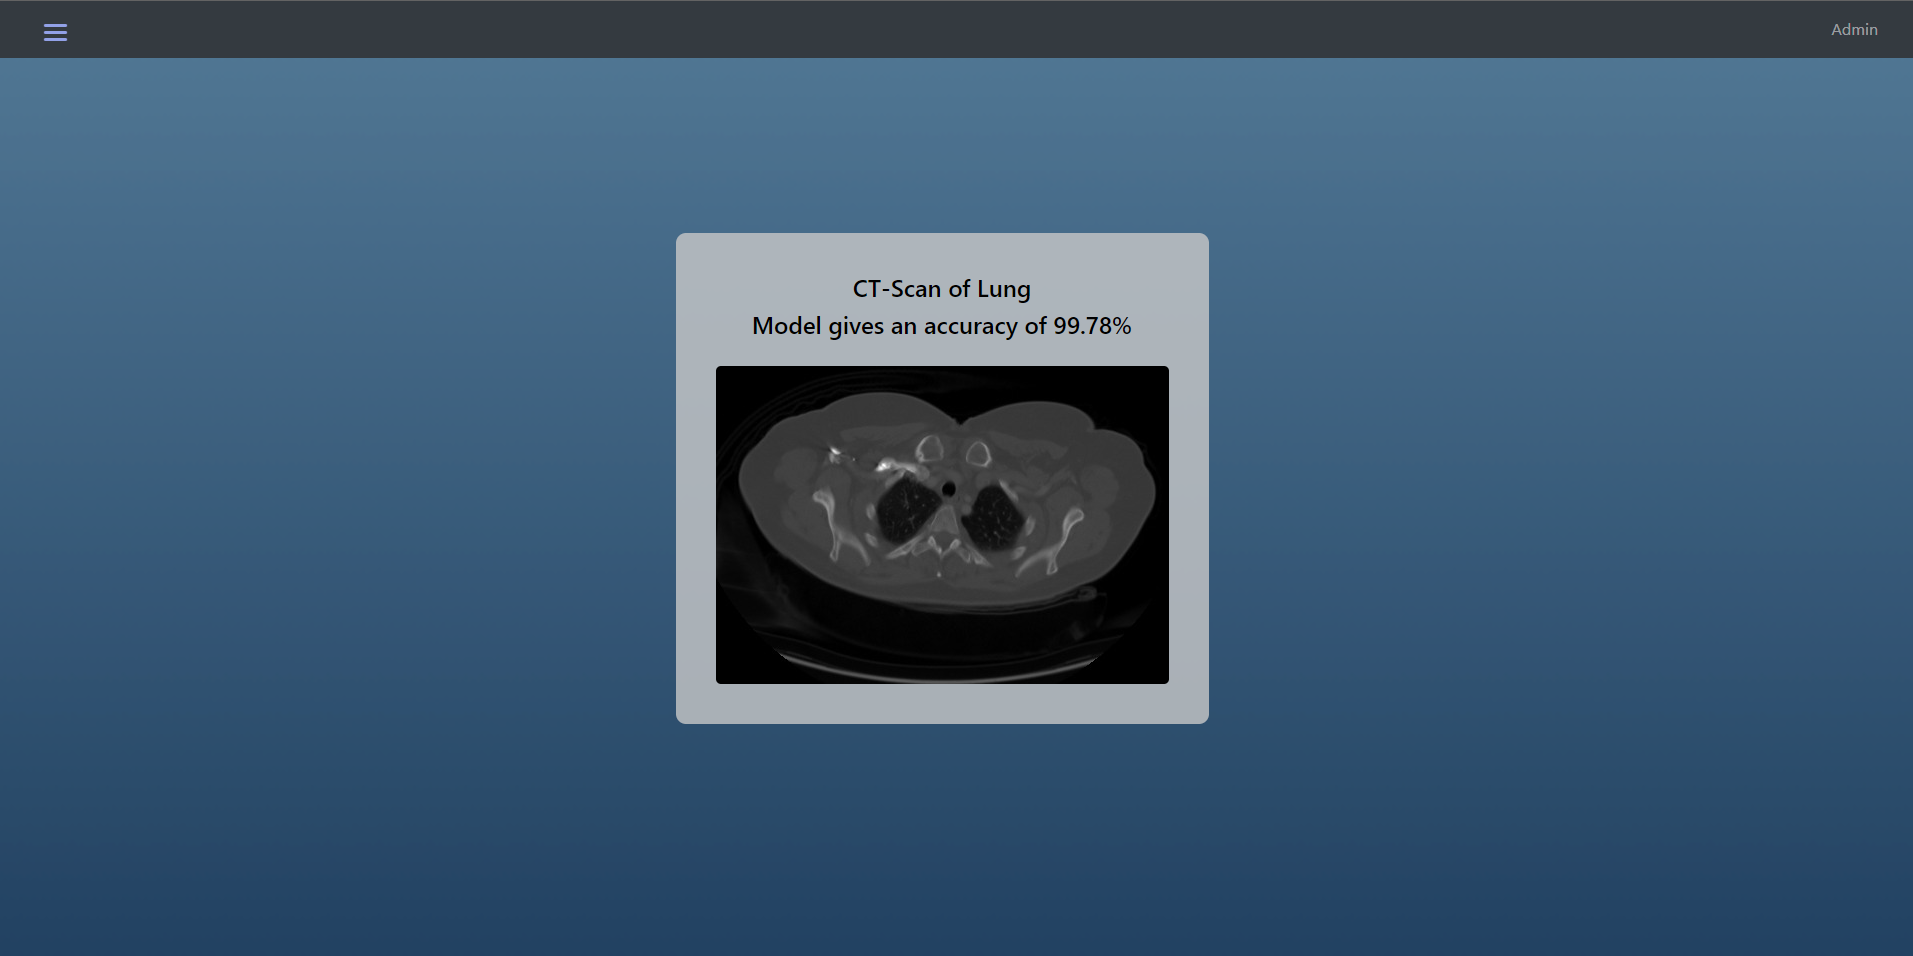 Admin
CT-Scan of Lung
Model gives an accuracy of 99.78%